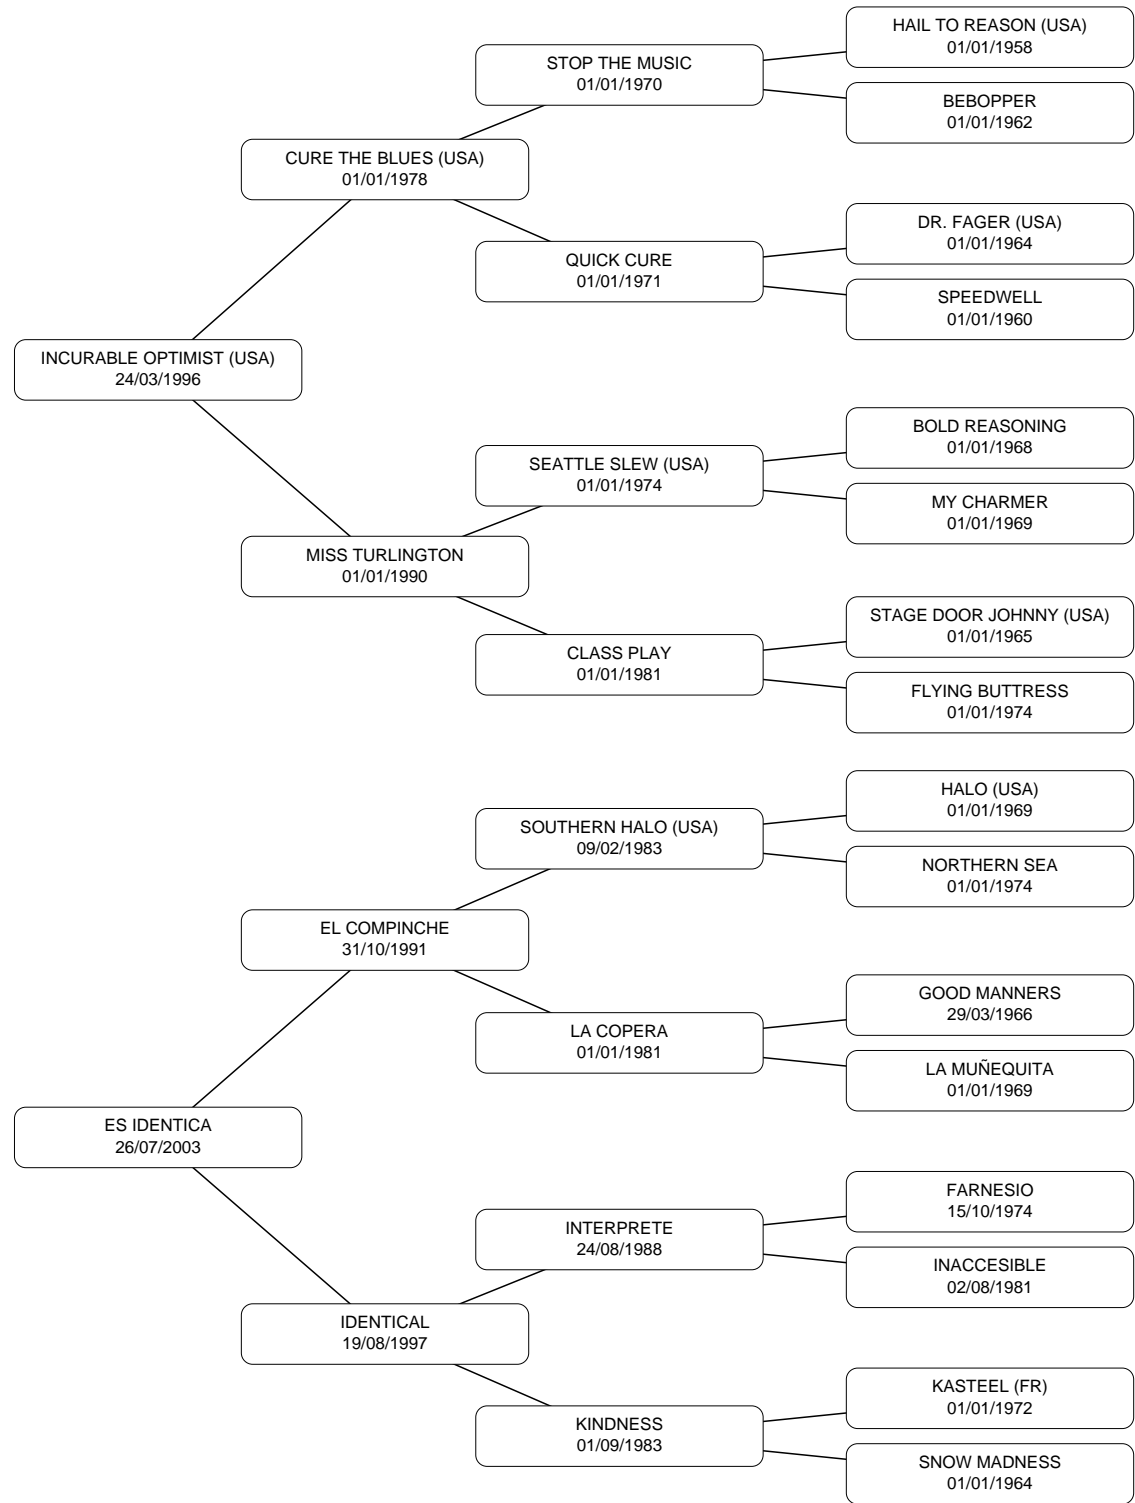 HAIL TO REASON (USA)
01/01/1958
STOP THE MUSIC
01/01/1970
BEBOPPER
01/01/1962
CURE THE BLUES (USA)
01/01/1978
DR. FAGER (USA)
01/01/1964
QUICK CURE
01/01/1971
SPEEDWELL
01/01/1960
INCURABLE OPTIMIST (USA)
24/03/1996
BOLD REASONING
01/01/1968
SEATTLE SLEW (USA)
01/01/1974
MY CHARMER
01/01/1969
MISS TURLINGTON
01/01/1990
STAGE DOOR JOHNNY (USA)
01/01/1965
CLASS PLAY
01/01/1981
FLYING BUTTRESS
01/01/1974
HALO (USA)
01/01/1969
SOUTHERN HALO (USA)
09/02/1983
NORTHERN SEA
01/01/1974
EL COMPINCHE
31/10/1991
GOOD MANNERS
29/03/1966
LA COPERA
01/01/1981
LA MUÑEQUITA
01/01/1969
ES IDENTICA
26/07/2003
FARNESIO
15/10/1974
INTERPRETE
24/08/1988
INACCESIBLE
02/08/1981
IDENTICAL
19/08/1997
KASTEEL (FR)
01/01/1972
KINDNESS
01/09/1983
SNOW MADNESS
01/01/1964